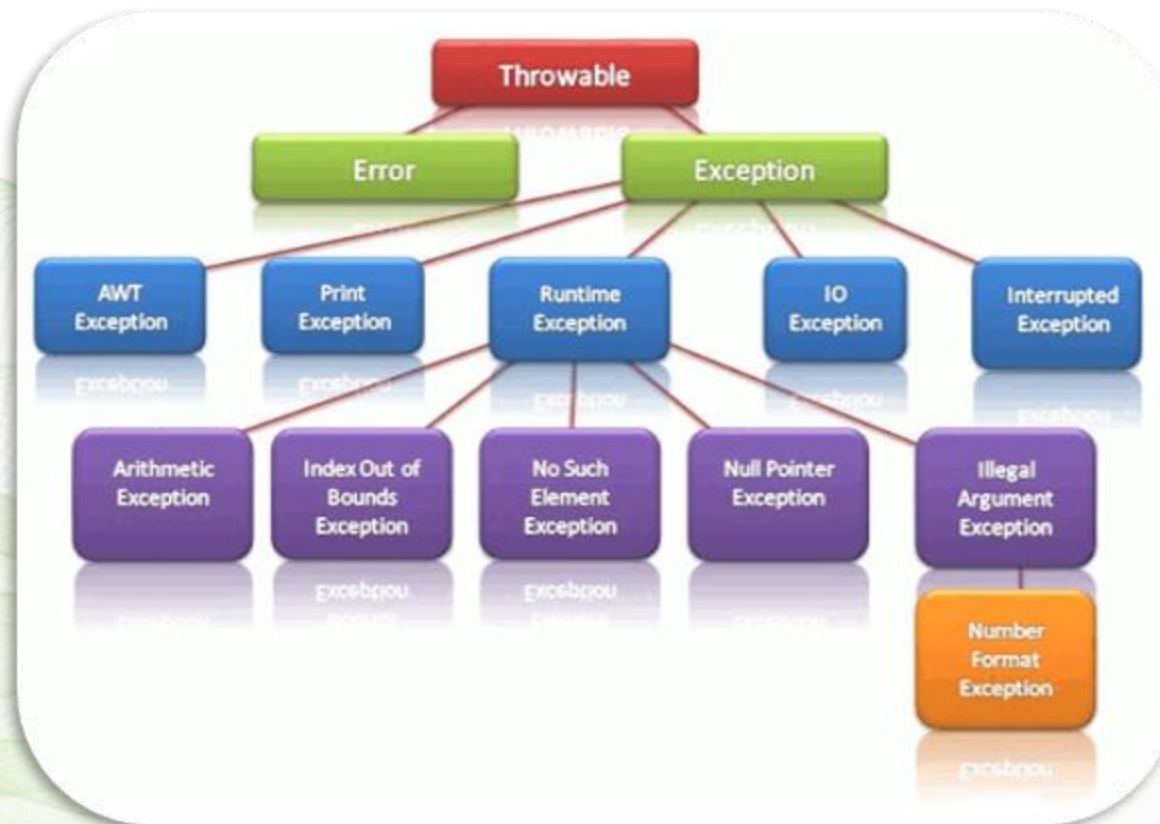 Throwable
Error
Exception
AWT
Exception
Print
Exception
Runtime
Exception
IO
Exception
Interrupted
Exception
Arithmetic
Exception
Index Out of
Bounds
Exception
No Such
Element
Exception
Null Pointer
Exception
Illegal
Argument
Exception
Number
Format
Exception